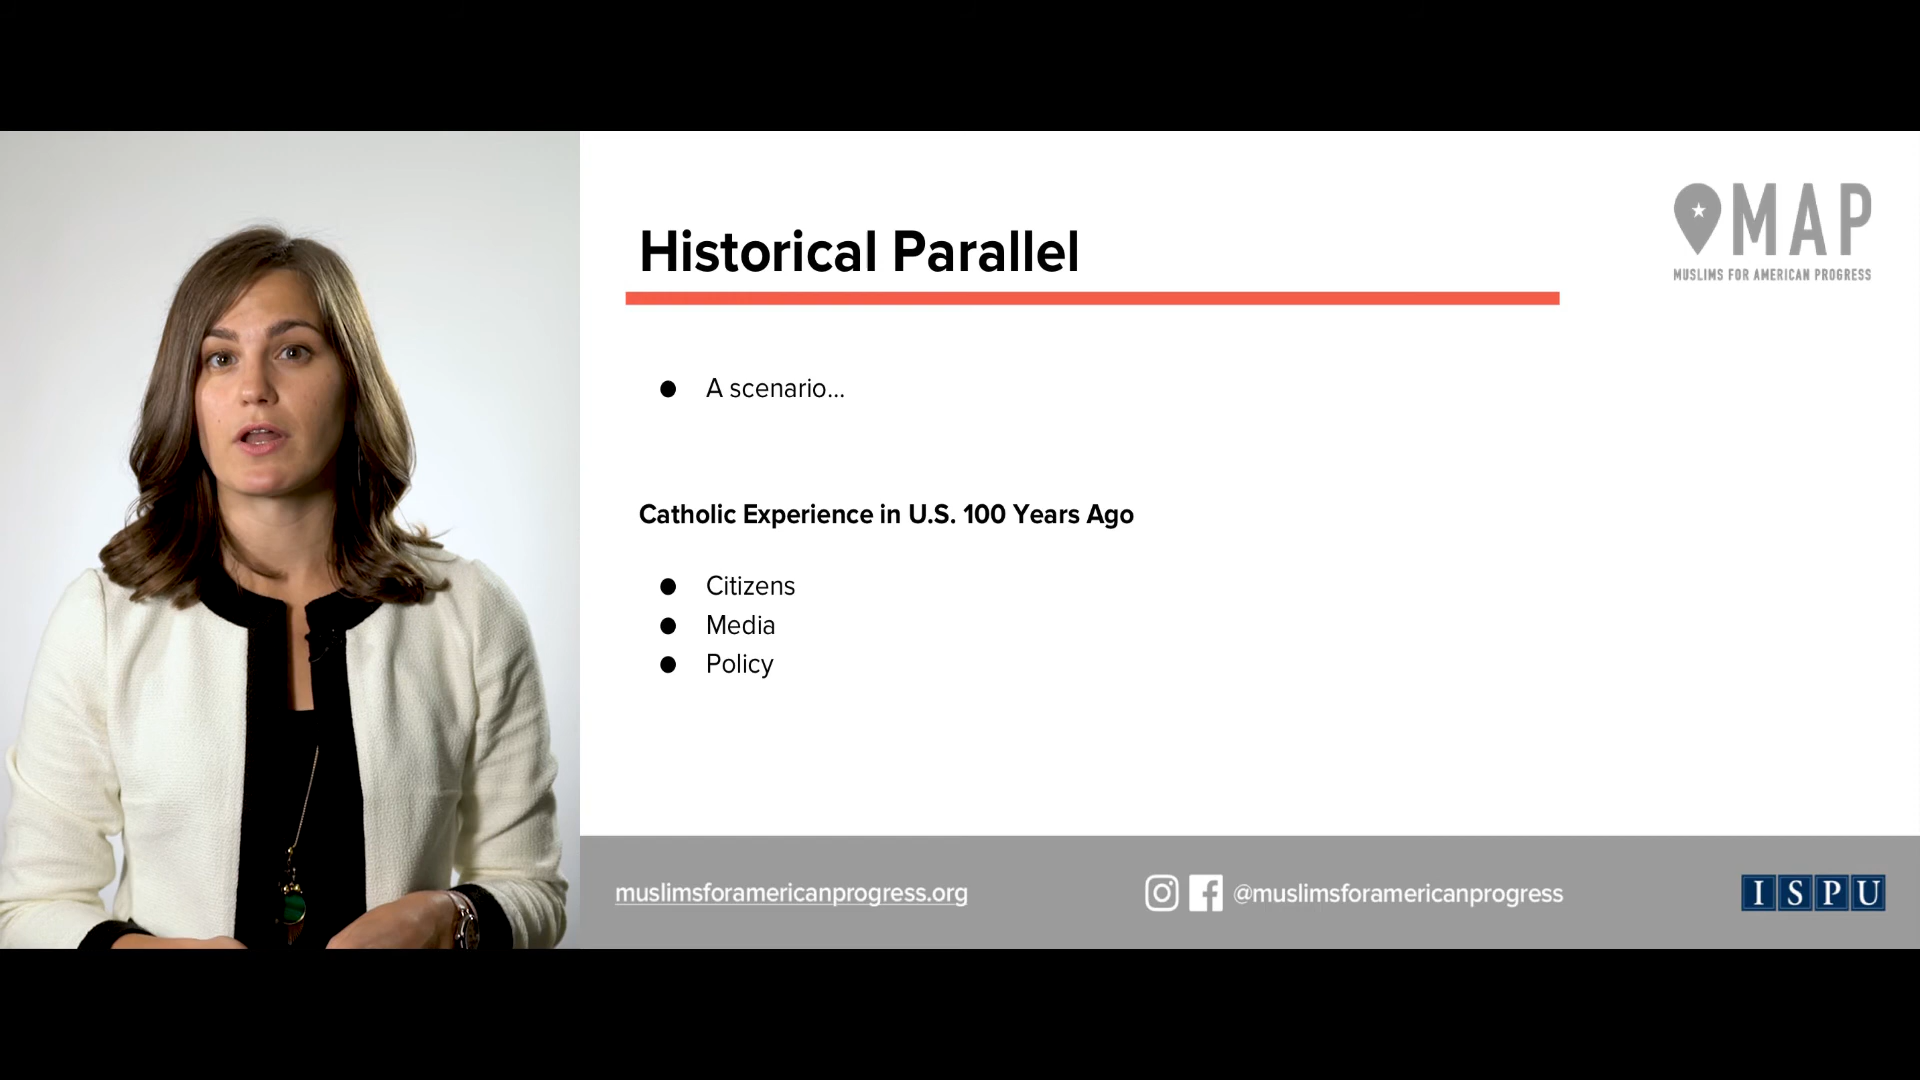 Historical Parallel
MAP
MUSLIMS FOR AMERICAN PROGRESS
● A scenario...
Catholic Experience in U.S. 100 Years Ago
● Citizens
● Media
● Policy
muslimsforamericanprogress.org
@muslimsforamericanprogress
ISPU